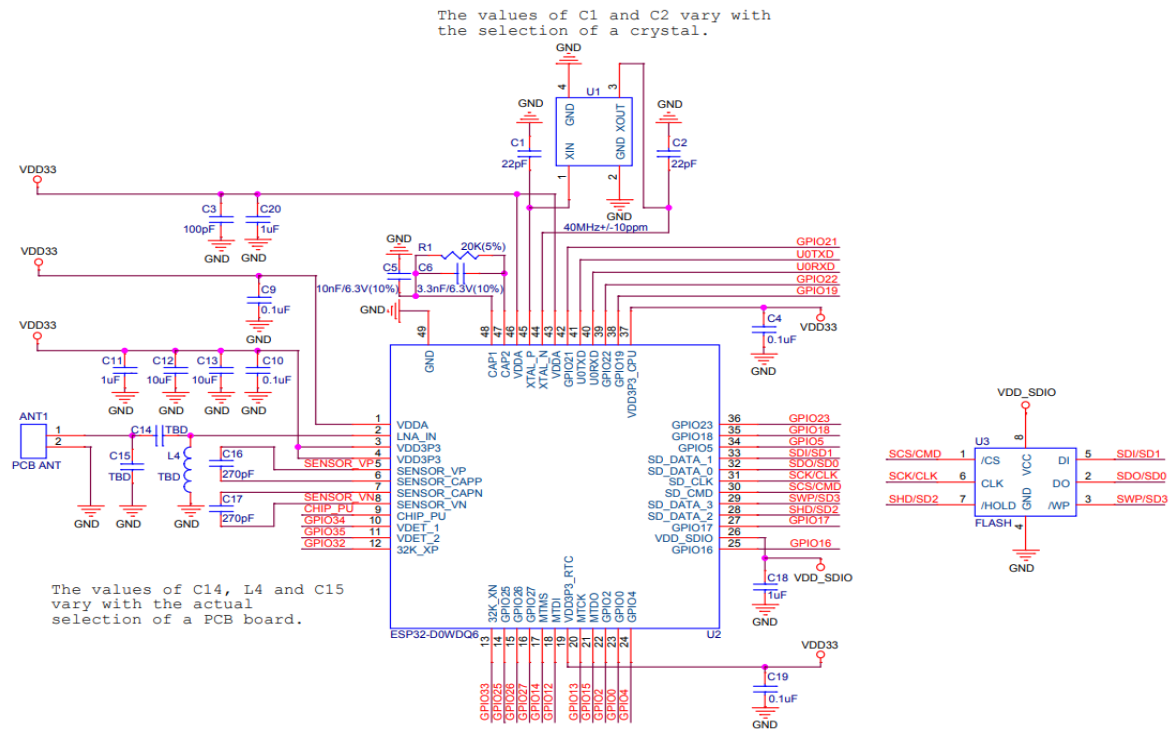 The values of C1 and C2 vary with
the selection of a crystal.
GND
4
3
U1
GND
XOUT
XIN
GND
1
2
GND
GND
C1
22pF
GND
C2
22pF
GND
40MHz+/-10ppm
VDD33
C3
100pF
GND
C20
1uF
GND
VDD33
C9
0.1uF
GND
GND
C5
10nF/6.3V(10%)
R1
20K(5%)
C6
3.3nF/6.3V(10%)
GND
GPIO21
U0TXD
U0RXD
GPIO22
GPIO19
VDD33
C4
0.1uF
GND
VDD33
C11
1uF
GND
C12
10uF
GND
C13
10uF
GND
C10
0.1uF
GND
49
48
47
46
45
44
43
42
41
40
39
38
37
GND
CAP1
CAP2
VDDA
XTAL_P
XTAL_N
VDDA
GPIO21
U0TXD
U0RXD
GPIO22
GPIO19
VDD3P3_CPU
ANT1
1
2
PCB ANT
C14
TBD
C15
TBD
L4
TBD
GND
GND
GND
C16
270pF
C17
270pF
1
VDDA
2
LNA_IN
3
VDD3P3
4
VDD3P3
SENSOR_VP
5
SENSOR_VP
6
SENSOR_CAPP
7
SENSOR_CAPN
SENSOR_VN
8
SENSOR_VN
CHIP_PU
9
CHIP_PU
GPIO34
10
VDET_1
GPIO35
11
VDET_2
GPIO32
12
32K_XP
GPIO23
36
GPIO23
GPIO18
35
GPIO18
GPIO5
34
GPIO5
SD_DATA_1
33
SDI/SD1
SD_DATA_0
32
SDO/SD0
SD_CLK
31
SCK/CLK
SD_CMD
30
SCS/CMD
SD_DATA_3
29
SWP/SD3
SD_DATA_2
28
SHD/SD2
GPIO17
27
GPIO17
VDD_SDIO
26
GPIO16
25
GPIO16
VDD_SDIO
C18
1uF
GND
32K_XN
GPIO25
GPIO26
GPIO27
MTMS
MTDI
VDD3P3_RTC
MTCK
MTDO
GPIO2
GPIO0
GPIO4
ESP32-D0WDQ6
U2
13
14
15
16
17
18
19
20
21
22
23
24
GPIO33
GPIO25
GPIO26
GPIO27
GPIO14
GPIO12
GPIO13
GPIO15
GPIO2
GPIO0
GPIO4
VDD33
C19
0.1uF
GND
VDD_SDIO
8
U3
SCS/CMD
1
/CS
VCC
DI
5
SDI/SD1
SCK/CLK
6
CLK
DO
2
SDO/SD0
SHD/SD2
7
/HOLD
GND
/WP
3
SWP/SD3
FLASH
4
GND
The values of C14, L4 and C15
vary with the actual
selection of a PCB board.